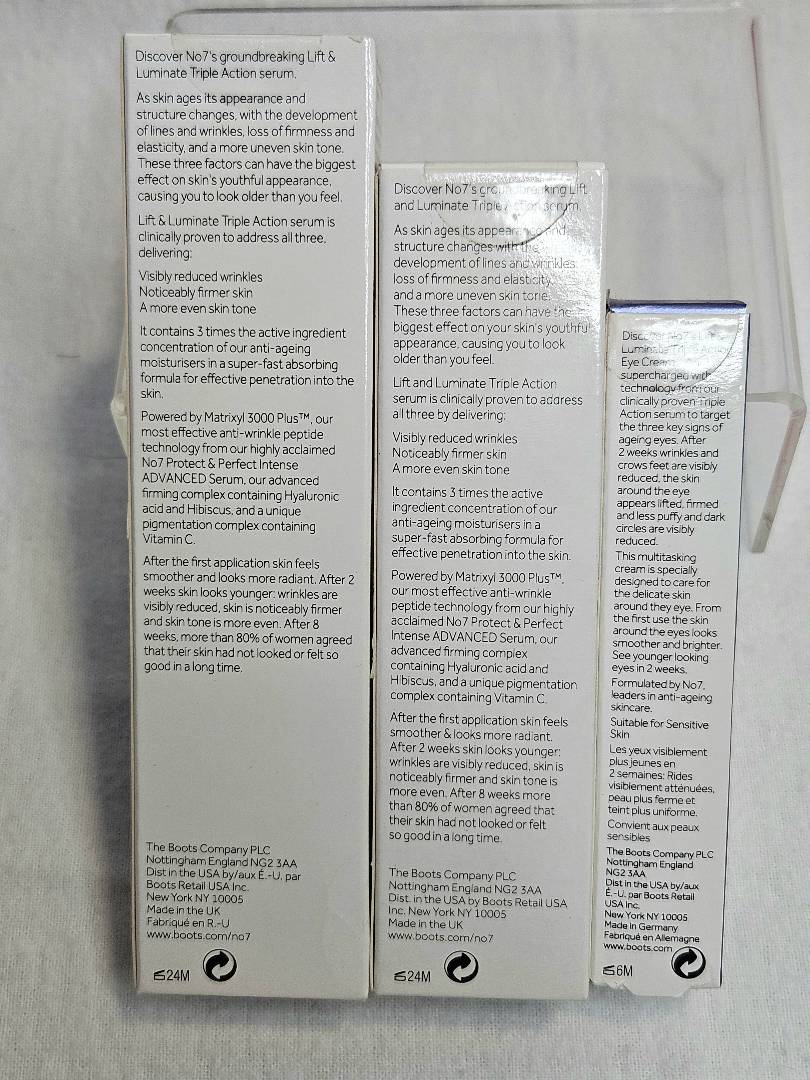 Discover No7's groundbreaking Lift &
Luminate Triple Action serum.
As skin ages its appearance and
structure changes, with the development
of lines and wrinkles, loss of firmness and
elasticity, and a more uneven skin tone.
These three factors can have the biggest
effect on skin's youthful appearance,
causing you to look older than you feel.
Lift & Luminate Triple Action serum is
clinically proven to address all three,
delivering:
Visibly reduced wrinkles
Noticeably firmer skin
A more even skin tone
It contains 3 times the active ingredient
concentration of our anti-ageing
moisturisers in a super-fast absorbing
formula for effective penetration into the
skin.
Powered by Matrixyl 3000 Plus™, our
most effective anti-wrinkle peptide
technology from our highly acclaimed
No7 Protect & Perfect Intense
ADVANCED Serum, our advanced
firming complex containing Hyaluronic
acid and Hibiscus, and a unique
pigmentation complex containing
Vitamin C.
After the first application skin feels
smoother and looks more radiant. After 2
weeks skin looks younger: wrinkles are
visibly reduced, skin is noticeably firmer
and skin tone is more even. After 8
weeks, more than 80% of women agreed
that their skin had not looked or felt so
good in a long time.
The Boots Company PLC
Nottingham England NG2 3AA
Dist in the USA by/aux É.-U. par
Boots Retail USA Inc.
New York NY 10005
Made in the UK
Fabriqué en R.-U
www.boots.com/no7
24M
Discover No7's groundbreaking Lift
and Luminate Triple Action serum.
As skin ages its appearance and
structure changes with the
development of lines and wrinkles,
loss of firmness and elasticity,
and a more uneven skin tone.
These three factors can have the
biggest effect on your skin's youthful
appearance, causing you to look
older than you feel.
Lift and Luminate Triple Action
serum is clinically proven to address
all three by delivering:
Visibly reduced wrinkles
Noticeably firmer skin
A more even skin tone
It contains 3 times the active
ingredient concentration of our
anti-ageing moisturisers in a
super-fast absorbing formula for
effective penetration into the skin.
Powered by Matrixyl 3000 Plus™,
our most effective anti-wrinkle
peptide technology from our highly
acclaimed No7 Protect & Perfect
Intense ADVANCED Serum, our
advanced firming complex
containing Hyaluronic acid and
Hibiscus, and a unique pigmentation
complex containing Vitamin C.
After the first application skin feels
smoother & looks more radiant.
After 2 weeks skin looks younger:
wrinkles are visibly reduced, skin is
noticeably firmer and skin tone is
more even. After 8 weeks more
than 80% of women agreed that
their skin had not looked or felt
so good in a long time.
The Boots Company PLC
Nottingham England NG2 3AA
Dist. in the USA by Boots Retail USA
Inc. New York NY 10005
Made in the UK
www.boots.com/no7
24M
Discover No7's Lift &
Luminate Triple Action
Eye Cream
supercharged with
technology from our
clinically proven Triple
Action serum to target
the three key signs of
ageing eyes. After
2 weeks wrinkles and
crows feet are visibly
reduced, the skin
around the eye
appears lifted, firmed
and less puffy and dark
circles are visibly
reduced.
This multitasking
cream is specially
designed to care for
the delicate skin
around they eye. From
the first use the skin
around the eyes looks
smoother and brighter.
See younger looking
eyes in 2 weeks.
Formulated by No7,
leaders in anti-ageing
skincare.
Suitable for Sensitive
Skin
Les yeux visiblement
plus jeunes en
2 semaines: Rides
visiblement atténuées,
peau plus ferme et
teint plus uniforme.
Convient aux peaux
sensibles
The Boots Company PLC
Nottingham England
NG2 3AA
Dist in the USA by/aux
É.-U. par Boots Retail
USA Inc.
New York NY 10005
Made in Germany
Fabriqué en Allemagne
www.boots.com
6M